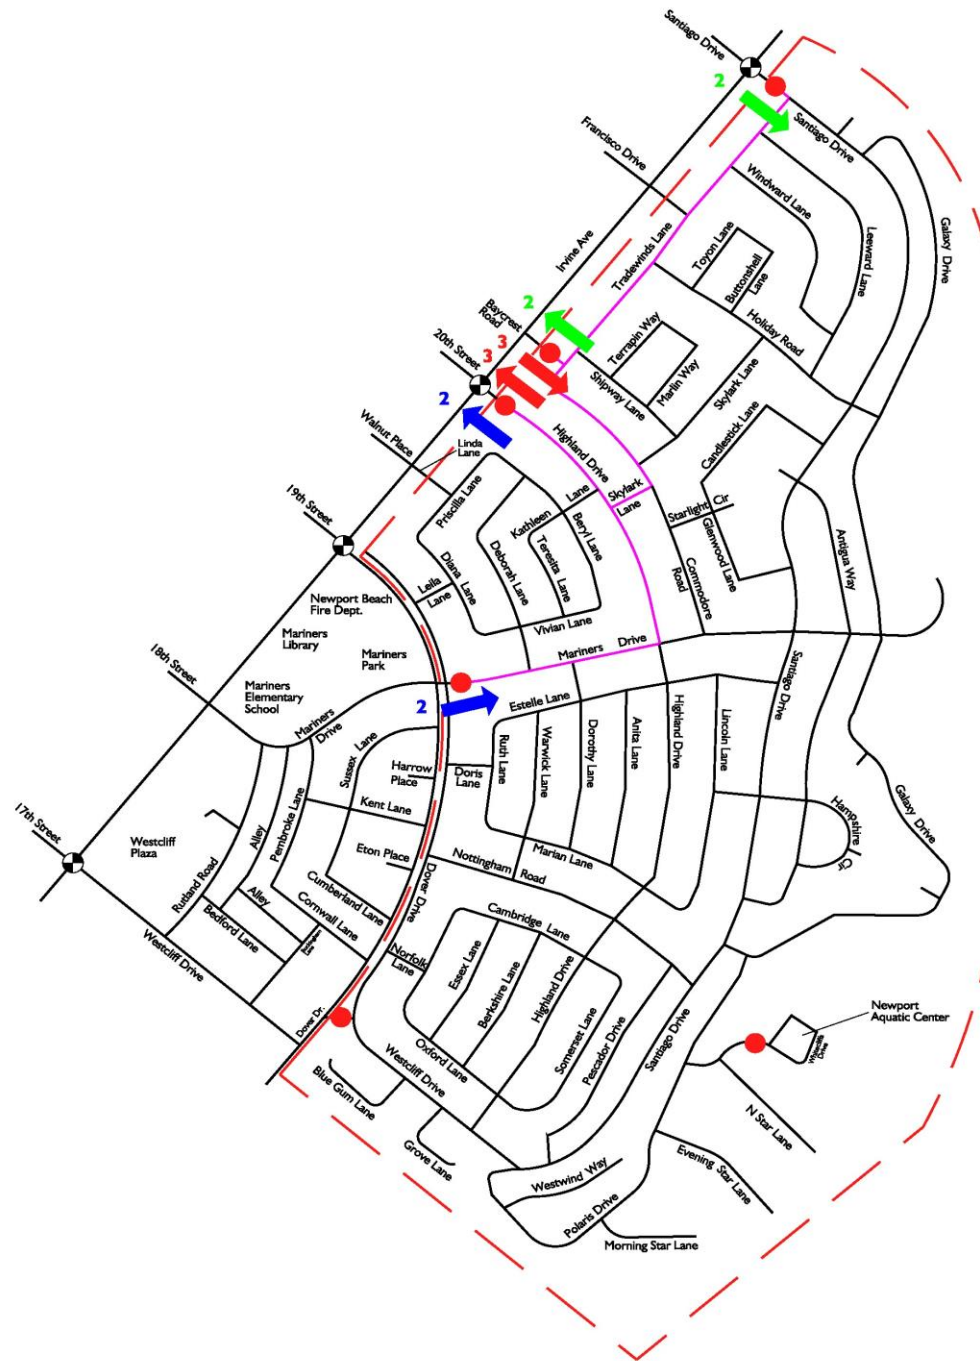 Santiago Drive
2
Santiago Drive
Francisco Drive
Windward Lane
Galaxy Drive
Leeward Lane
Irvine Ave
Tradewinds Lane
Toyon Lane
Buttonshell
Lane
Holiday Road
2
Baycrest
Road
20th Street
3
3
Terrapin Way
Marlin Way
Shipway Lane
Skylark Lane
2
Walnut Place
Linda
Lane
Highland Drive
Candlestick Lane
19th Street
Priscilla Lane
Kathleen
Lane
Skylark
Lane
Starlight Cir
Glenwood Lane
Commodore
Road
Antigua Way
Diana Lane
Deborah Lane
Teresita Lane
Beryl Lane
Leila
Lane
Vivian Lane
Newport Beach
Fire Dept.
Mariners
Library
Mariners
Park
Mariners
Elementary
School
18th Street
Mariners Drive
Mariners
Drive
2
Estelle Lane
Santiago Drive
Sussex Lane
Harrow
Place
Doris
Lane
Ruth Lane
Warwick Lane
Dorothy Lane
Anita Lane
Highland Drive
Lincoln Lane
Hampshire
Cir
Galaxy Drive
17th Street
Westcliff
Plaza
Rutland Road
Alley
Pembroke Lane
Kent Lane
Eton Place
Alley
Bedford Lane
Cumberland Lane
Cornwall Lane
Dover Drive
Nottingham
Road
Marian Lane
Westcliff Drive
Cambridge Lane
Norfolk
Lane
Essex Lane
Berkshire Lane
Highland Drive
Somerset Lane
Pescador Drive
Santiago Drive
Oxford Lane
Dover Dr.
Westcliff Drive
Blue Gum Lane
Grove Lane
Newport
Aquatic Center
Whitecliffs
Drive
N Star Lane
Evening Star Lane
Westwind Way
Polaris Drive
Morning Star Lane